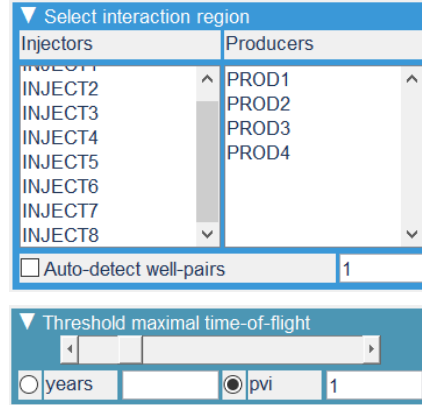 ▼ Select interaction region
Injectors Producers
INJECT1
INJECT2
INJECT3
INJECT4
INJECT5
INJECT6
INJECT7
INJECT8
PROD1
PROD2
PROD3
PROD4
Auto-detect well-pairs 1
▼ Threshold maximal time-of-flight
years pvi 1